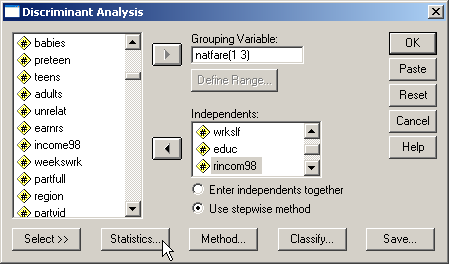 Discriminant Analysis
babies
preteen
teens
adults
unrelat
earnrs
income98
weekswrk
partfull
region
partyid
Grouping Variable:
natfare(1 3)
Define Range...
Independents:
wrkslf
educ
rincom98
Enter independents together
Use stepwise method
OK
Paste
Reset
Cancel
Help
Select >>
Statistics...
Method...
Classify...
Save...